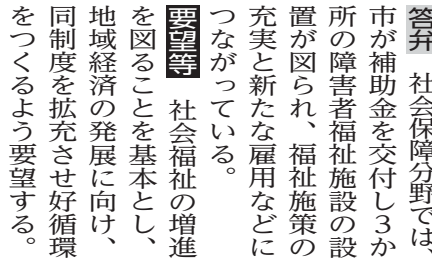 答弁　社会保障分野では、
市が補助金を交付し３か
所の障害者福祉施設の設
置が図られ、福祉施策の
充実と新たな雇用などに
つながっている。
要望等　社会福祉の増進
を図ることを基本とし、
地域経済の発展に向け、
同制度を拡充させ好循環
をつくるよう要望する。